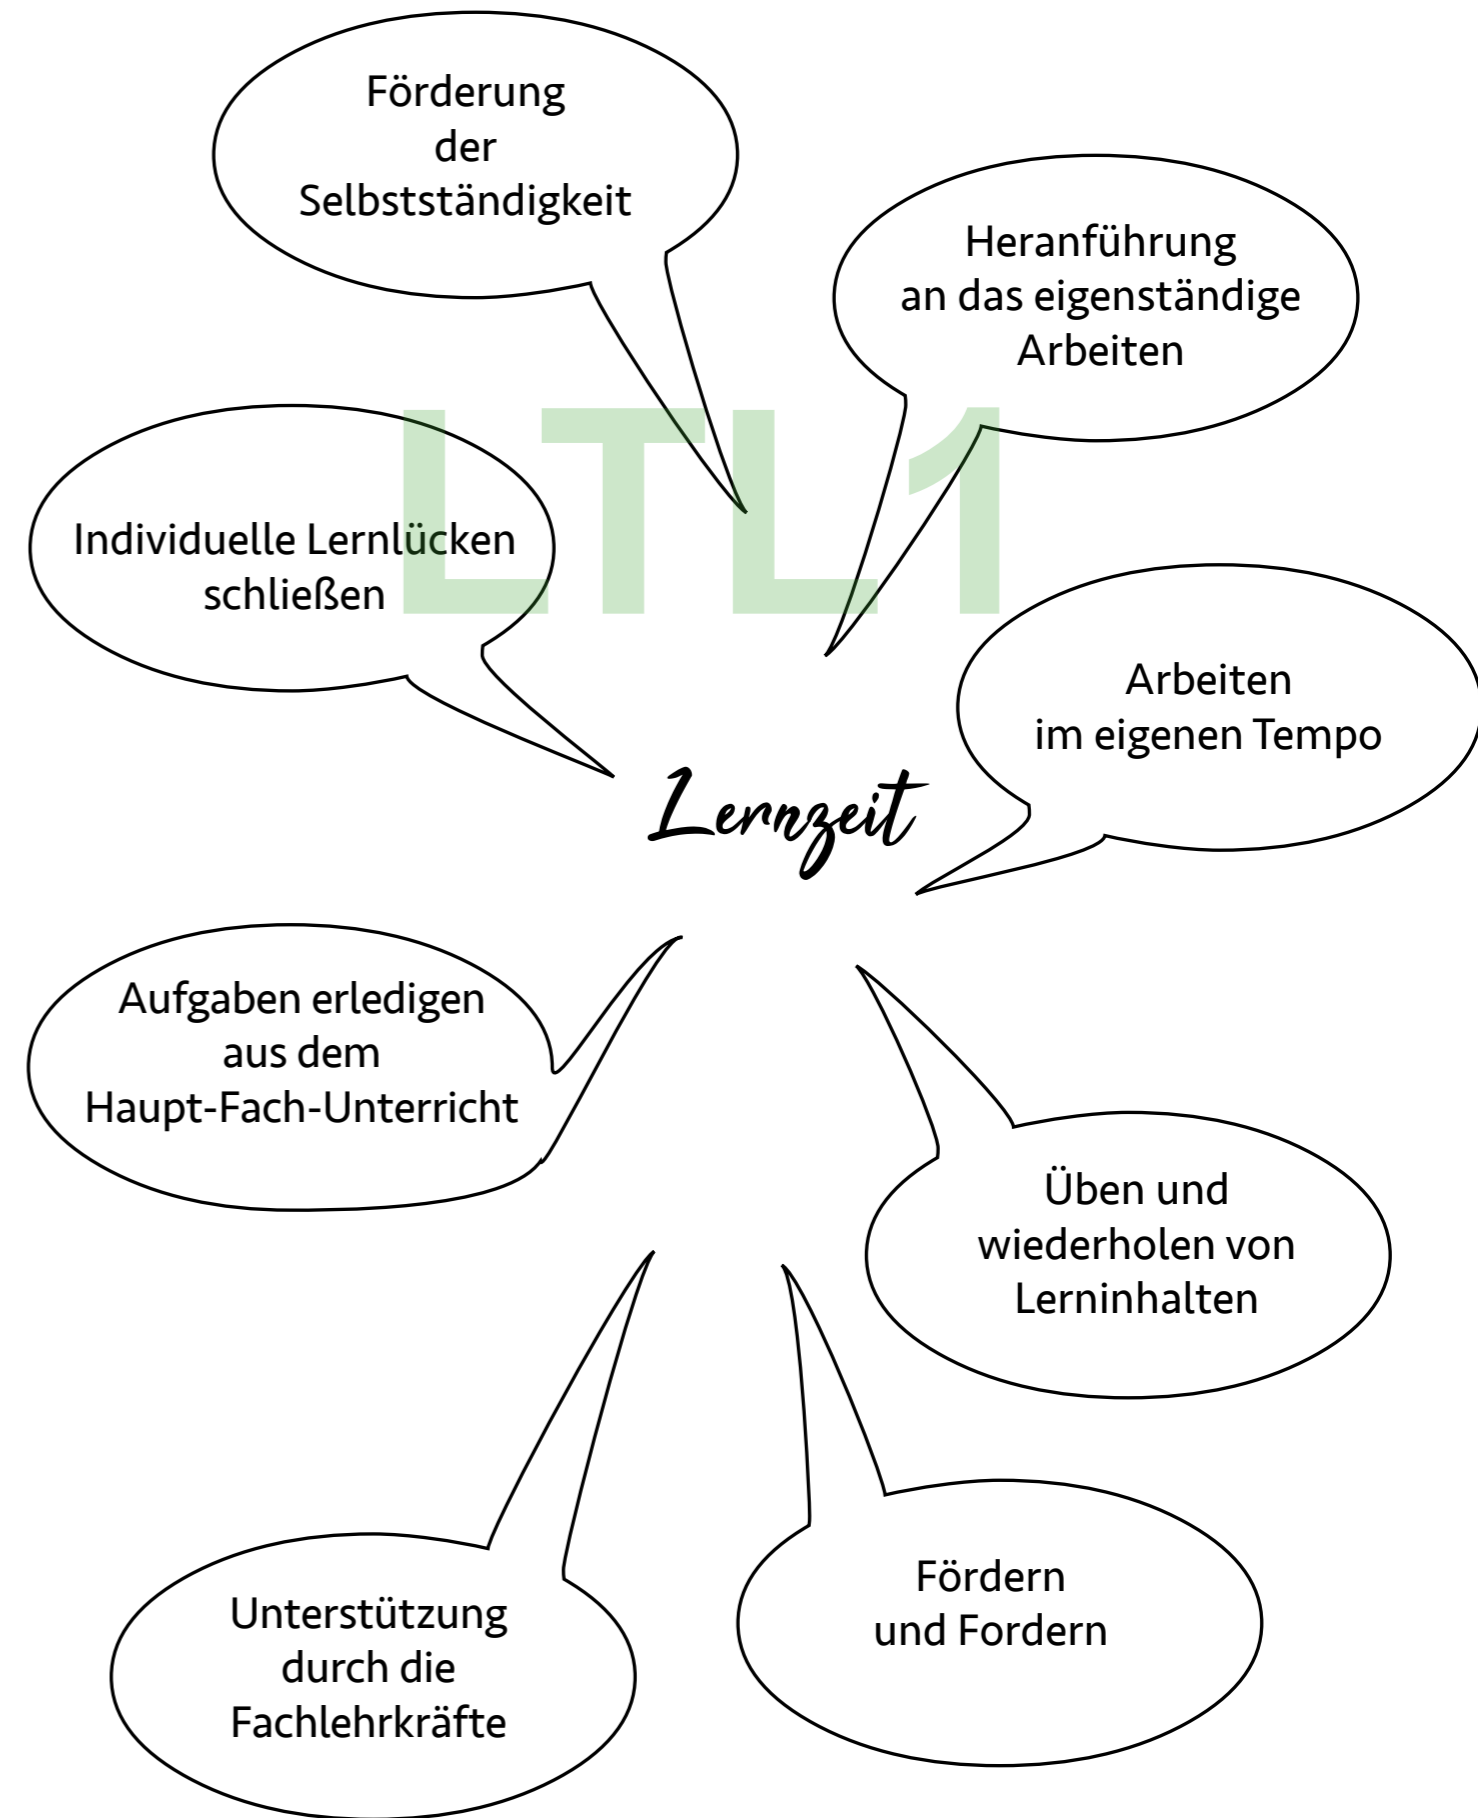 Förderung
der
Selbstständigkeit
Heranführung
an das eigenständige
Arbeiten
LTL1
Individuelle Lernlücken
schließen
Arbeiten
im eigenen Tempo
Lernzeit
Aufgaben erledigen
aus dem
Haupt-Fach-Unterricht
Üben und
wiederholen von
Lerninhalten
Fördern
und Fordern
Unterstützung
durch die
Fachlehrkräfte